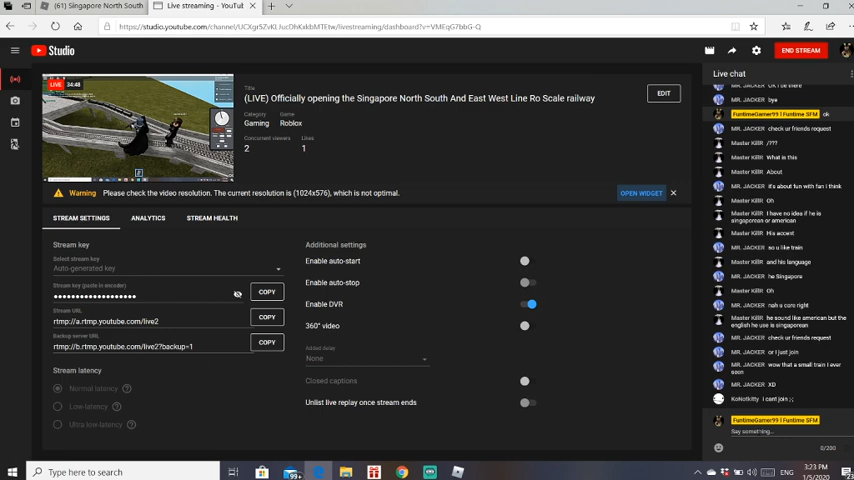 (61) Singapore North South
Live streaming - YouTub
https://studio.youtube.com/channel/UCXgr5ZvKLJucDhKxkbMTEtw/livestreaming/dashboard?v=VMEqG7bbG-Q
Studio
END STREAM
LIVE 34:48
Title
(LIVE) Officially opening the Singapore North South And East West Line Ro Scale railway
EDIT
Category
Game
Gaming
Roblox
Concurrent viewers
Likes
2
1
Warning Please check the video resolution. The current resolution is (1024x576), which is not optimal.
OPEN WIDGET
STREAM SETTINGS
ANALYTICS
STREAM HEALTH
Stream key
Select stream key
Auto-generated key
Stream key (paste in encoder)
COPY
Stream URL
rtmp://a.rtmp.youtube.com/live2
COPY
Backup server URL
rtmp://b.rtmp.youtube.com/live2?backup=1
COPY
Stream latency
Normal latency
Low-latency
Ultra low-latency
Additional settings
Enable auto-start
Enable auto-stop
Enable DVR
360° video
Added delay
None
Closed captions
Unlist live replay once stream ends
Live chat
MR. JACKER bye
FuntimeGamer99 l Funtime SFM ok
MR. JACKER check ur friends request
Master KillR /???
Master KillR What is this
Master KillR About
MR. JACKER it's about fun with fan I think
Master KillR Oh
Master KillR I have no idea if he is
singaporean or american
Master KillR His accent
MR. JACKER so u like train
Master KillR and his language
MR. JACKER he Singapore
Master KillR Oh
MR. JACKER nah u care right
Master KillR he sound like american but the
english he use is singaporean
MR. JACKER check ur friends request
MR. JACKER or I just join
MR. JACKER wow that a small train I ever
seen
MR. JACKER XD
KoNotkitty I cant join ;-;
FuntimeGamer99 l Funtime SFM
Say something...
0/200
Type here to search
99+
ENG
3:23 PM
1/5/2020